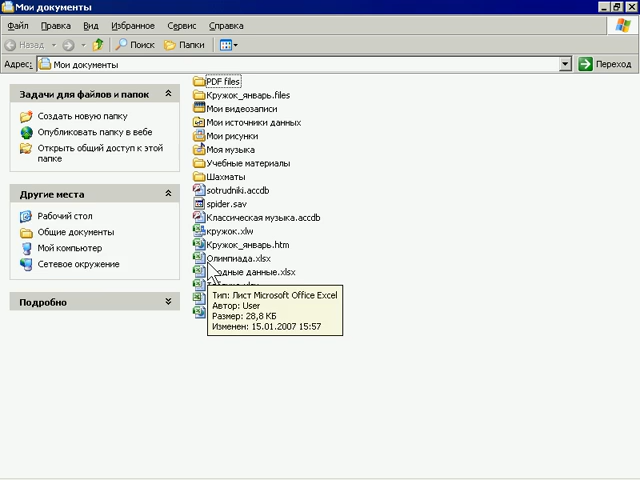 Мои документы
Файл Правка Вид Избранное Сервис Справка
Назад Поиск Папки
Адрес: Мои документы Переход
Задачи для файлов и папок
Создать новую папку
Опубликовать папку в вебе
Открыть общий доступ к этой
папке
Другие места
Рабочий стол
Общие документы
Мой компьютер
Сетевое окружение
Подробно
PDF files
Кружок_январь.files
Мои видеозаписи
Мои источники данных
Мои рисунки
Моя музыка
Учебные материалы
Шахматы
sotrudniki.accdb
spider.sav
Классическая музыка.accdb
кружок.xlw
Кружок_январь.htm
Олимпиада.xlsx
одные данные.xlsx
Тип: Лист Microsoft Office Excel
Автор: User
Размер: 28,8 КБ
Изменен: 15.01.2007 15:57